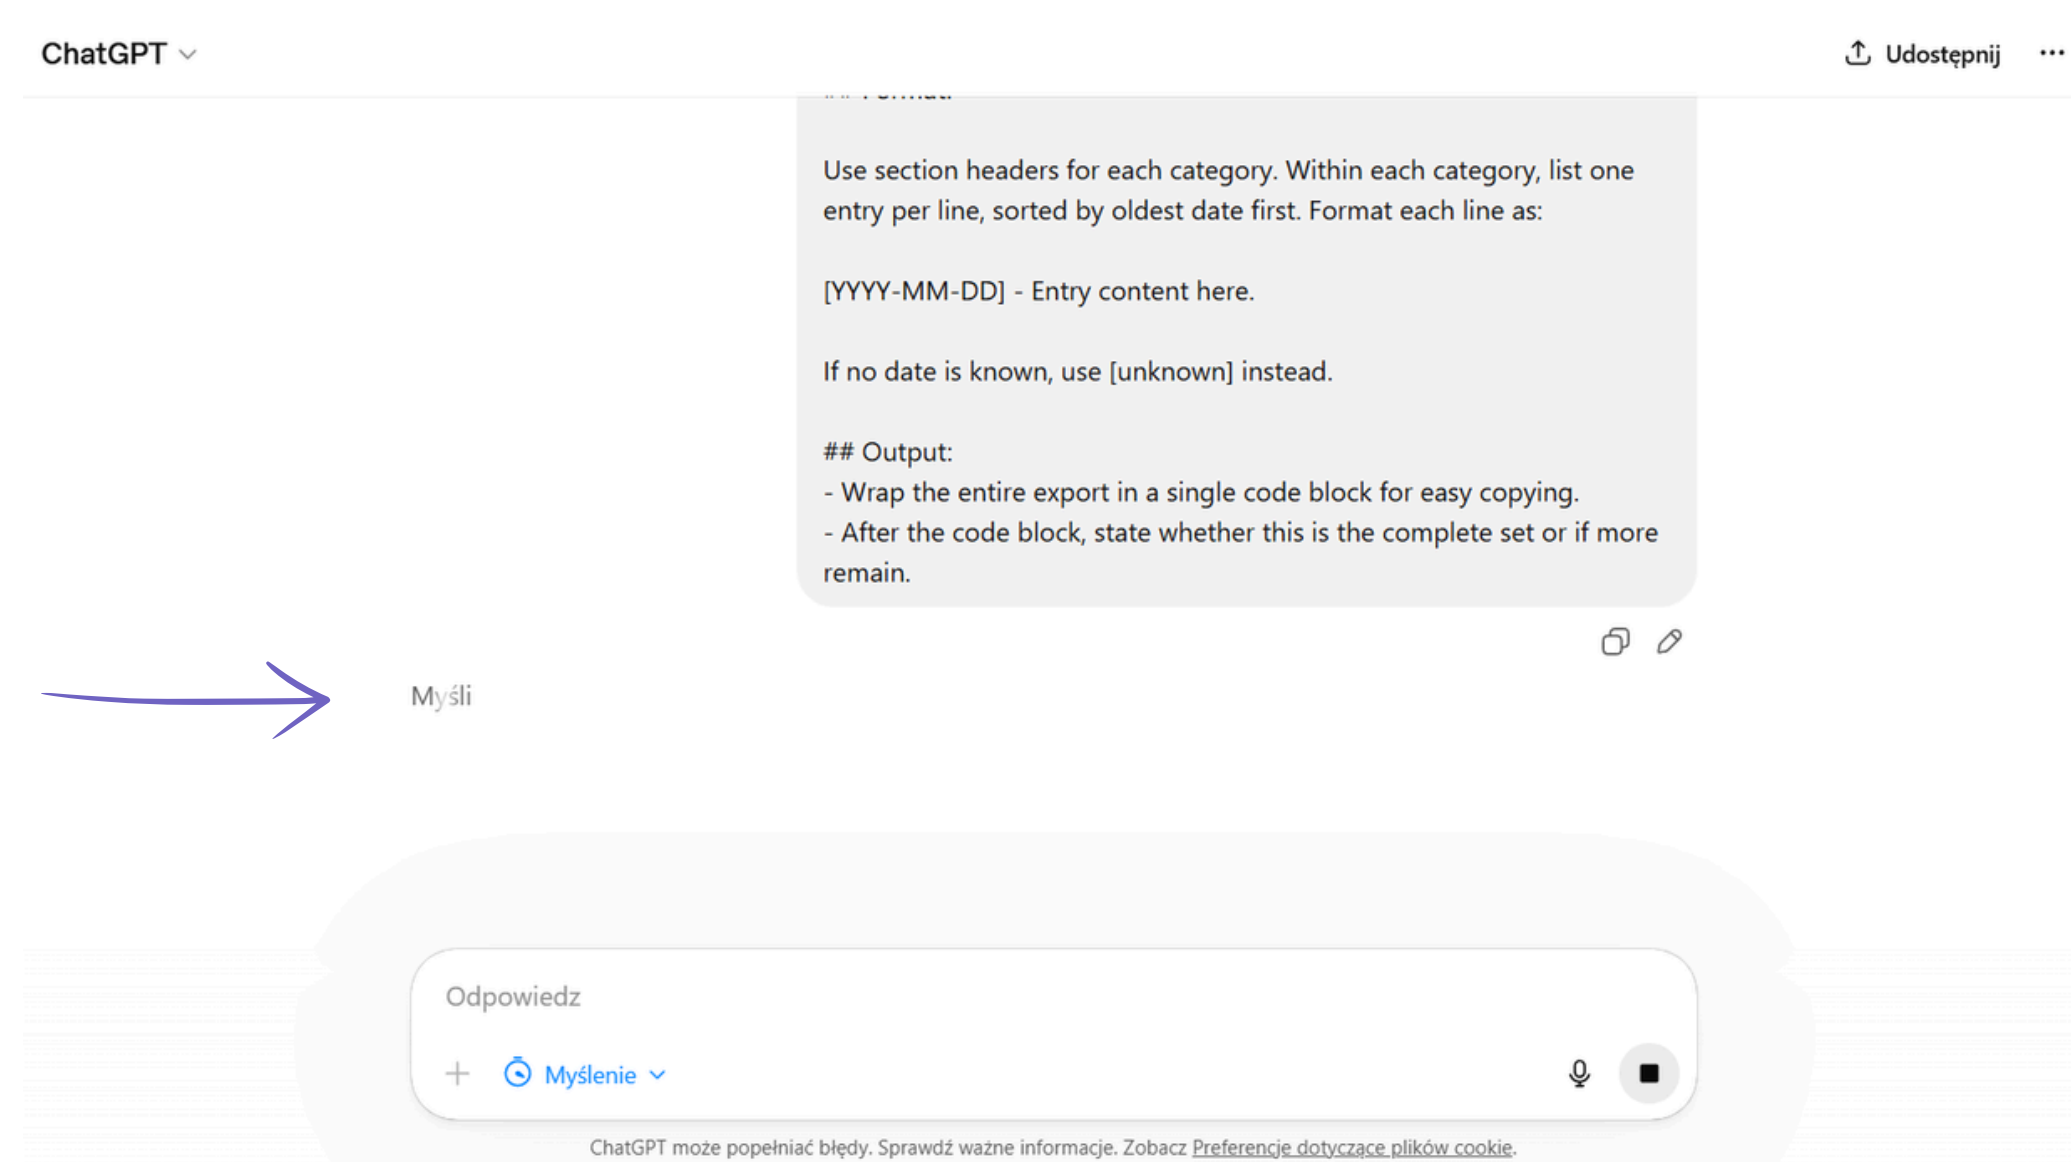 ChatGPT
Udostępnij
Use section headers for each category. Within each category, list one
entry per line, sorted by oldest date first. Format each line as:
[YYYY-MM-DD] - Entry content here.
If no date is known, use [unknown] instead.
## Output:
- Wrap the entire export in a single code block for easy copying.
- After the code block, state whether this is the complete set or if more
remain.
Myśli
Odpowiedz
Myślenie
ChatGPT może popełniać błędy. Sprawdź ważne informacje. Zobacz Preferencje dotyczące plików cookie.